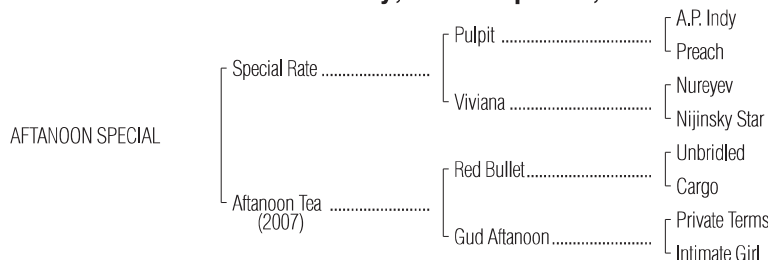 A.P. Indy
Pulpit
Preach
Special Rate
Nureyev
Viviana
Nijinsky Star
AFTANOON SPECIAL
Unbridled
Red Bullet
Cargo
Aftanoon Tea
(2007)
Private Terms
Gud Aftanoon
Intimate Girl